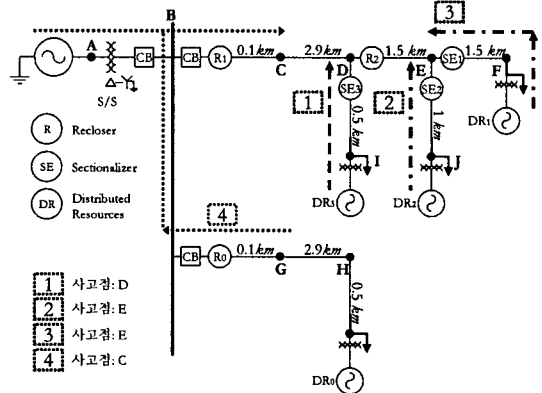 B
3
A
CB
CB
R1
0.1 km
C
2.9 km
D
R2
1.5 km
E
SE1
1.5 km
F
Δ-Y
S/S
1
SE3
0.5 km
I
DR3
2
SE2
1 km
J
DR2
DR1
R Recloser
SE Sectionalizer
DR Distributed Resources
4
CB
R0
0.1 km
G
2.9 km
H
0.5 km
DR0
1 사고점: D
2 사고점: E
3 사고점: E
4 사고점: C